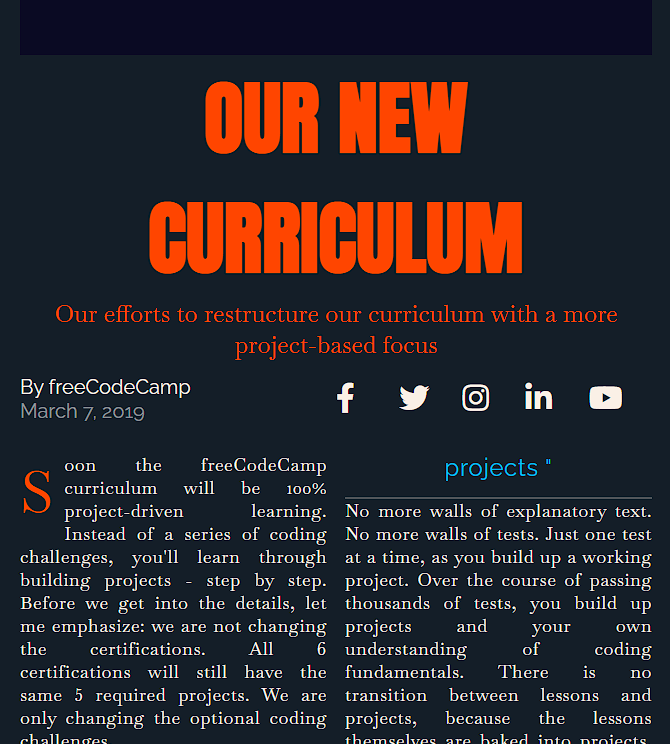 OUR NEW
CURRICULUM
Our efforts to restructure our curriculum with a more
project-based focus
By freeCodeCamp
March 7, 2019
Soon the freeCodeCamp
curriculum will be 100%
project-driven learning.
Instead of a series of coding
challenges, you'll learn through
building projects - step by step.
Before we get into the details, let
me emphasize: we are not changing
the certifications. All 6
certifications will still have the
same 5 required projects. We are
only changing the optional coding
challenges.
projects "
No more walls of explanatory text.
No more walls of tests. Just one test
at a time, as you build up a working
project. Over the course of passing
thousands of tests, you build up
projects and your own
understanding of coding
fundamentals. There is no
transition between lessons and
projects, because the lessons
themselves are baked into projects.